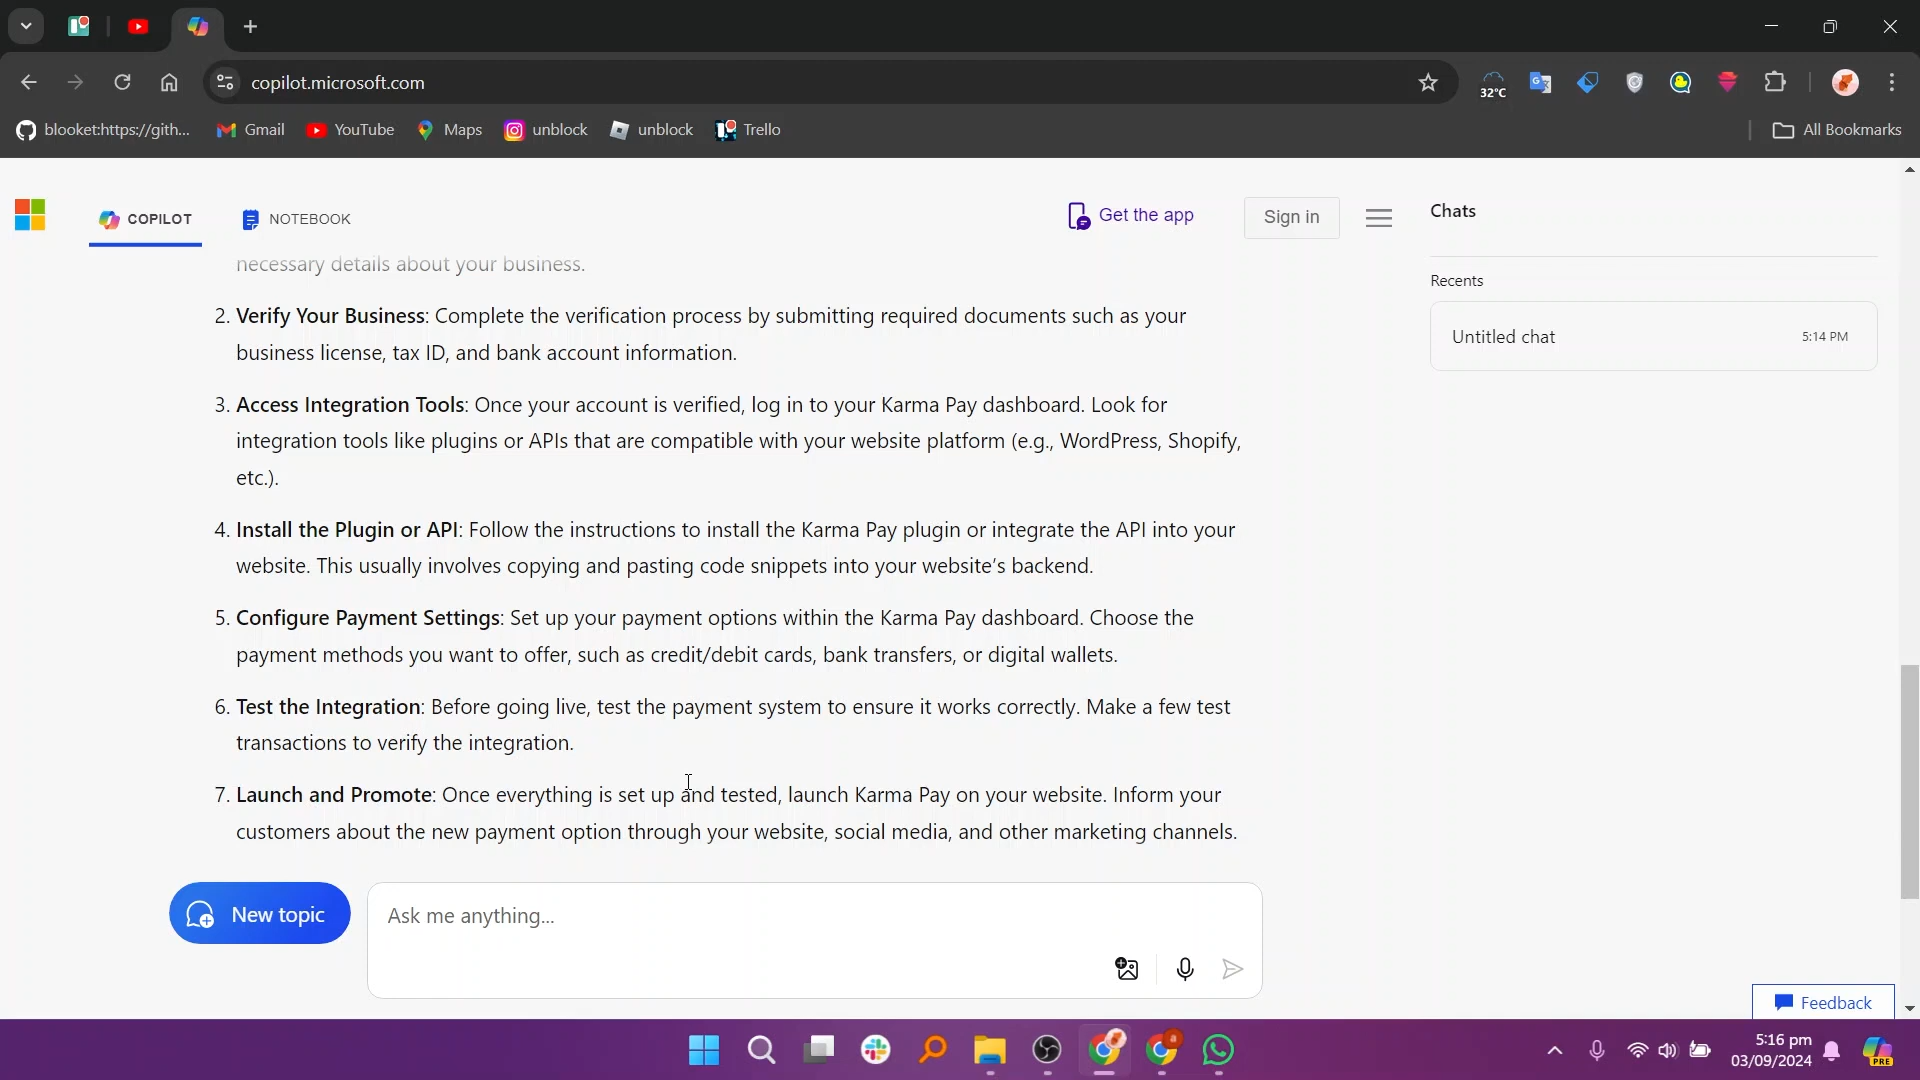 copilot.microsoft.com
32°C
blooket:https://gith...
Gmail
YouTube
Maps
unblock
unblock
Trello
All Bookmarks
COPILOT
NOTEBOOK
Get the app
Sign in
Chats
necessary details about your business.
Recents
Untitled chat
5:14 PM
2. Verify Your Business: Complete the verification process by submitting required documents such as your
business license, tax ID, and bank account information.
3. Access Integration Tools: Once your account is verified, log in to your Karma Pay dashboard. Look for
integration tools like plugins or APIs that are compatible with your website platform (e.g., WordPress, Shopify,
etc.).
4. Install the Plugin or API: Follow the instructions to install the Karma Pay plugin or integrate the API into your
website. This usually involves copying and pasting code snippets into your website’s backend.
5. Configure Payment Settings: Set up your payment options within the Karma Pay dashboard. Choose the
payment methods you want to offer, such as credit/debit cards, bank transfers, or digital wallets.
6. Test the Integration: Before going live, test the payment system to ensure it works correctly. Make a few test
transactions to verify the integration.
7. Launch and Promote: Once everything is set up and tested, launch Karma Pay on your website. Inform your
customers about the new payment option through your website, social media, and other marketing channels.
New topic
Ask me anything...
Feedback
5:16 pm
03/09/2024
PRE